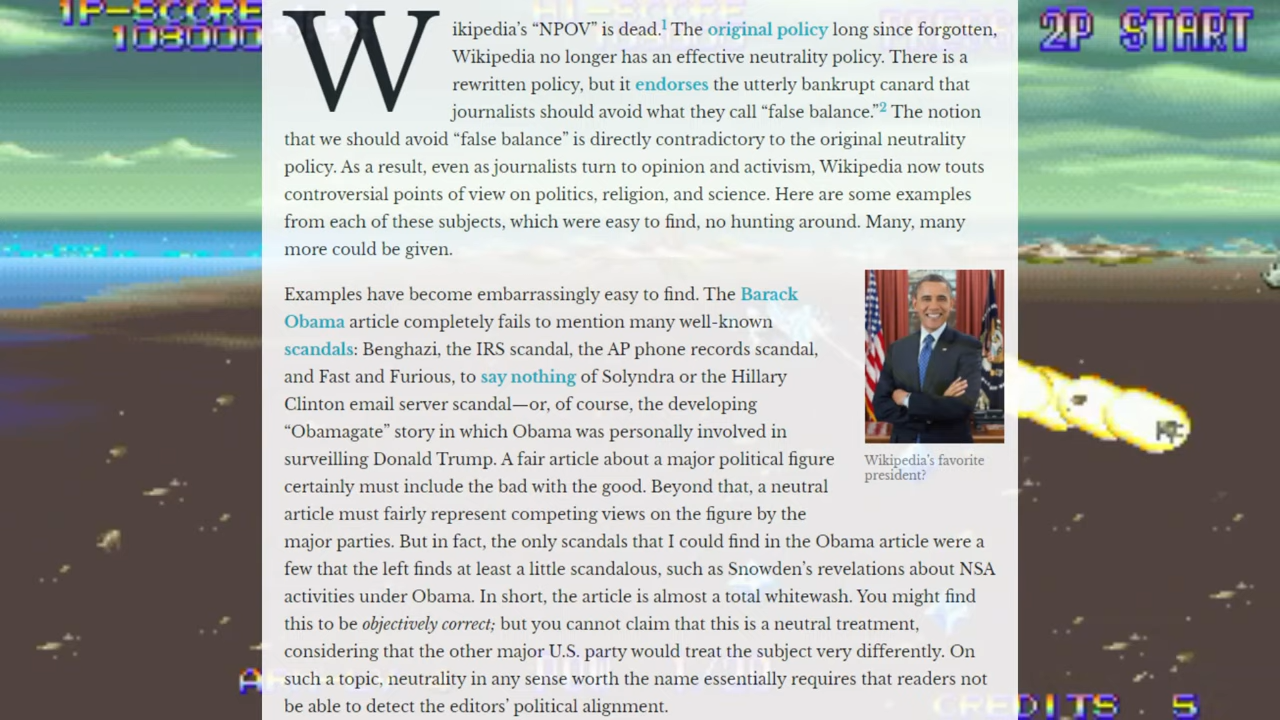 1P-SCORE
108000
2P START
Wikipedia’s “NPOV” is dead.1 The original policy long since forgotten,
Wikipedia no longer has an effective neutrality policy. There is a
rewritten policy, but it endorses the utterly bankrupt canard that
journalists should avoid what they call “false balance.”2 The notion
that we should avoid “false balance” is directly contradictory to the original neutrality
policy. As a result, even as journalists turn to opinion and activism, Wikipedia now touts
controversial points of view on politics, religion, and science. Here are some examples
from each of these subjects, which were easy to find, no hunting around. Many, many
more could be given.
Examples have become embarrassingly easy to find. The Barack
Obama article completely fails to mention many well-known
scandals: Benghazi, the IRS scandal, the AP phone records scandal,
and Fast and Furious, to say nothing of Solyndra or the Hillary
Clinton email server scandal—or, of course, the developing
“Obamagate” story in which Obama was personally involved in
surveilling Donald Trump. A fair article about a major political figure
certainly must include the bad with the good. Beyond that, a neutral
article must fairly represent competing views on the figure by the
major parties. But in fact, the only scandals that I could find in the Obama article were a
few that the left finds at least a little scandalous, such as Snowden’s revelations about NSA
activities under Obama. In short, the article is almost a total whitewash. You might find
this to be objectively correct; but you cannot claim that this is a neutral treatment,
considering that the other major U.S. party would treat the subject very differently. On
such a topic, neutrality in any sense worth the name essentially requires that readers not
be able to detect the editors’ political alignment.
Wikipedia’s favorite
president?
CREDITS 5